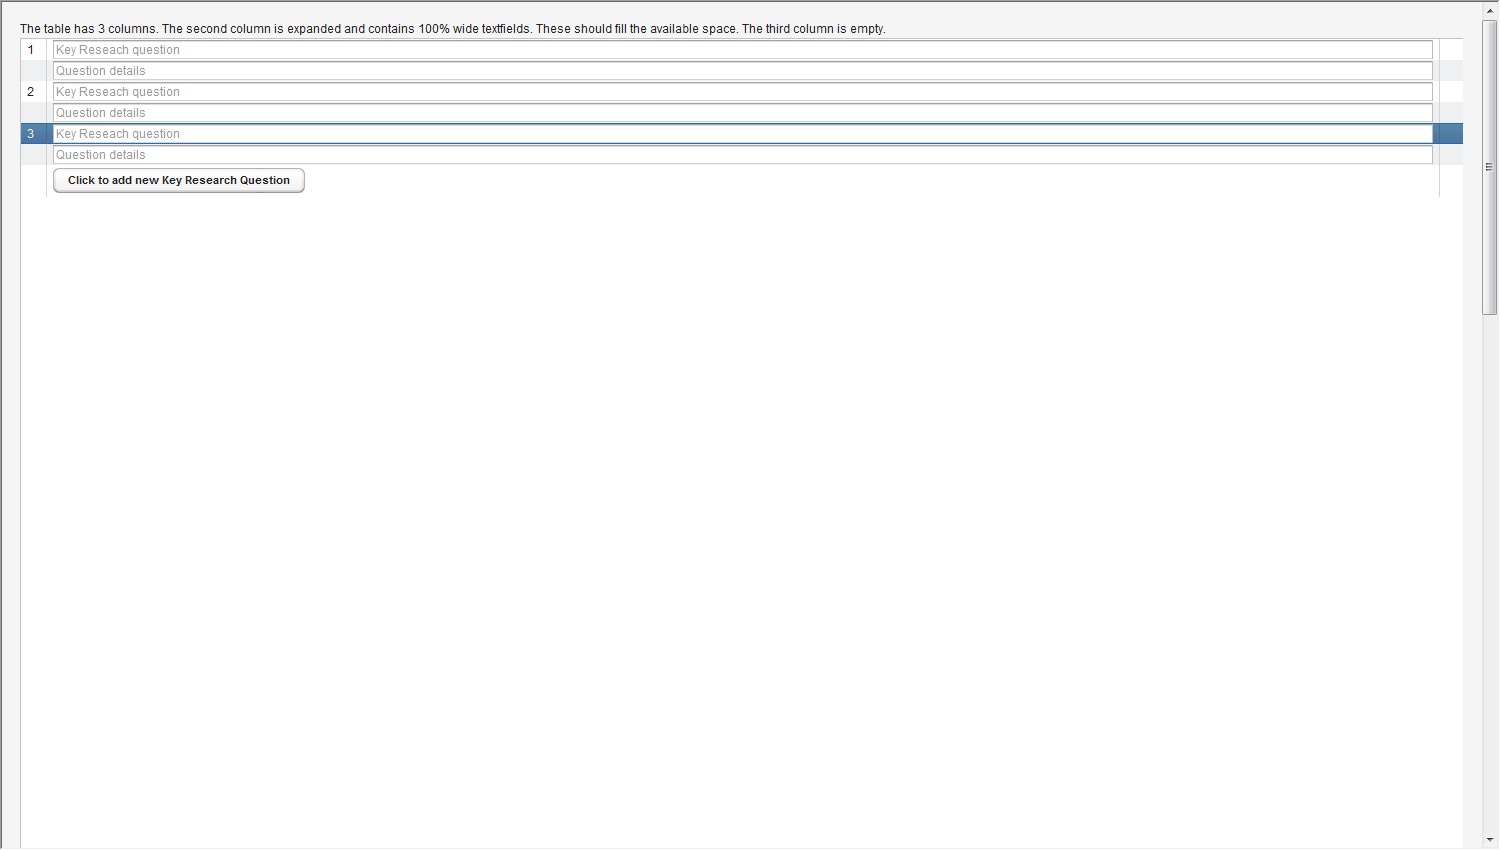 The table has 3 columns. The second column is expanded and contains 100% wide textfields. These should fill the available space. The third column is empty.
1 Key Reseach question
Question details
2 Key Reseach question
Question details
3 Key Reseach question
Question details
Click to add new Key Research Question